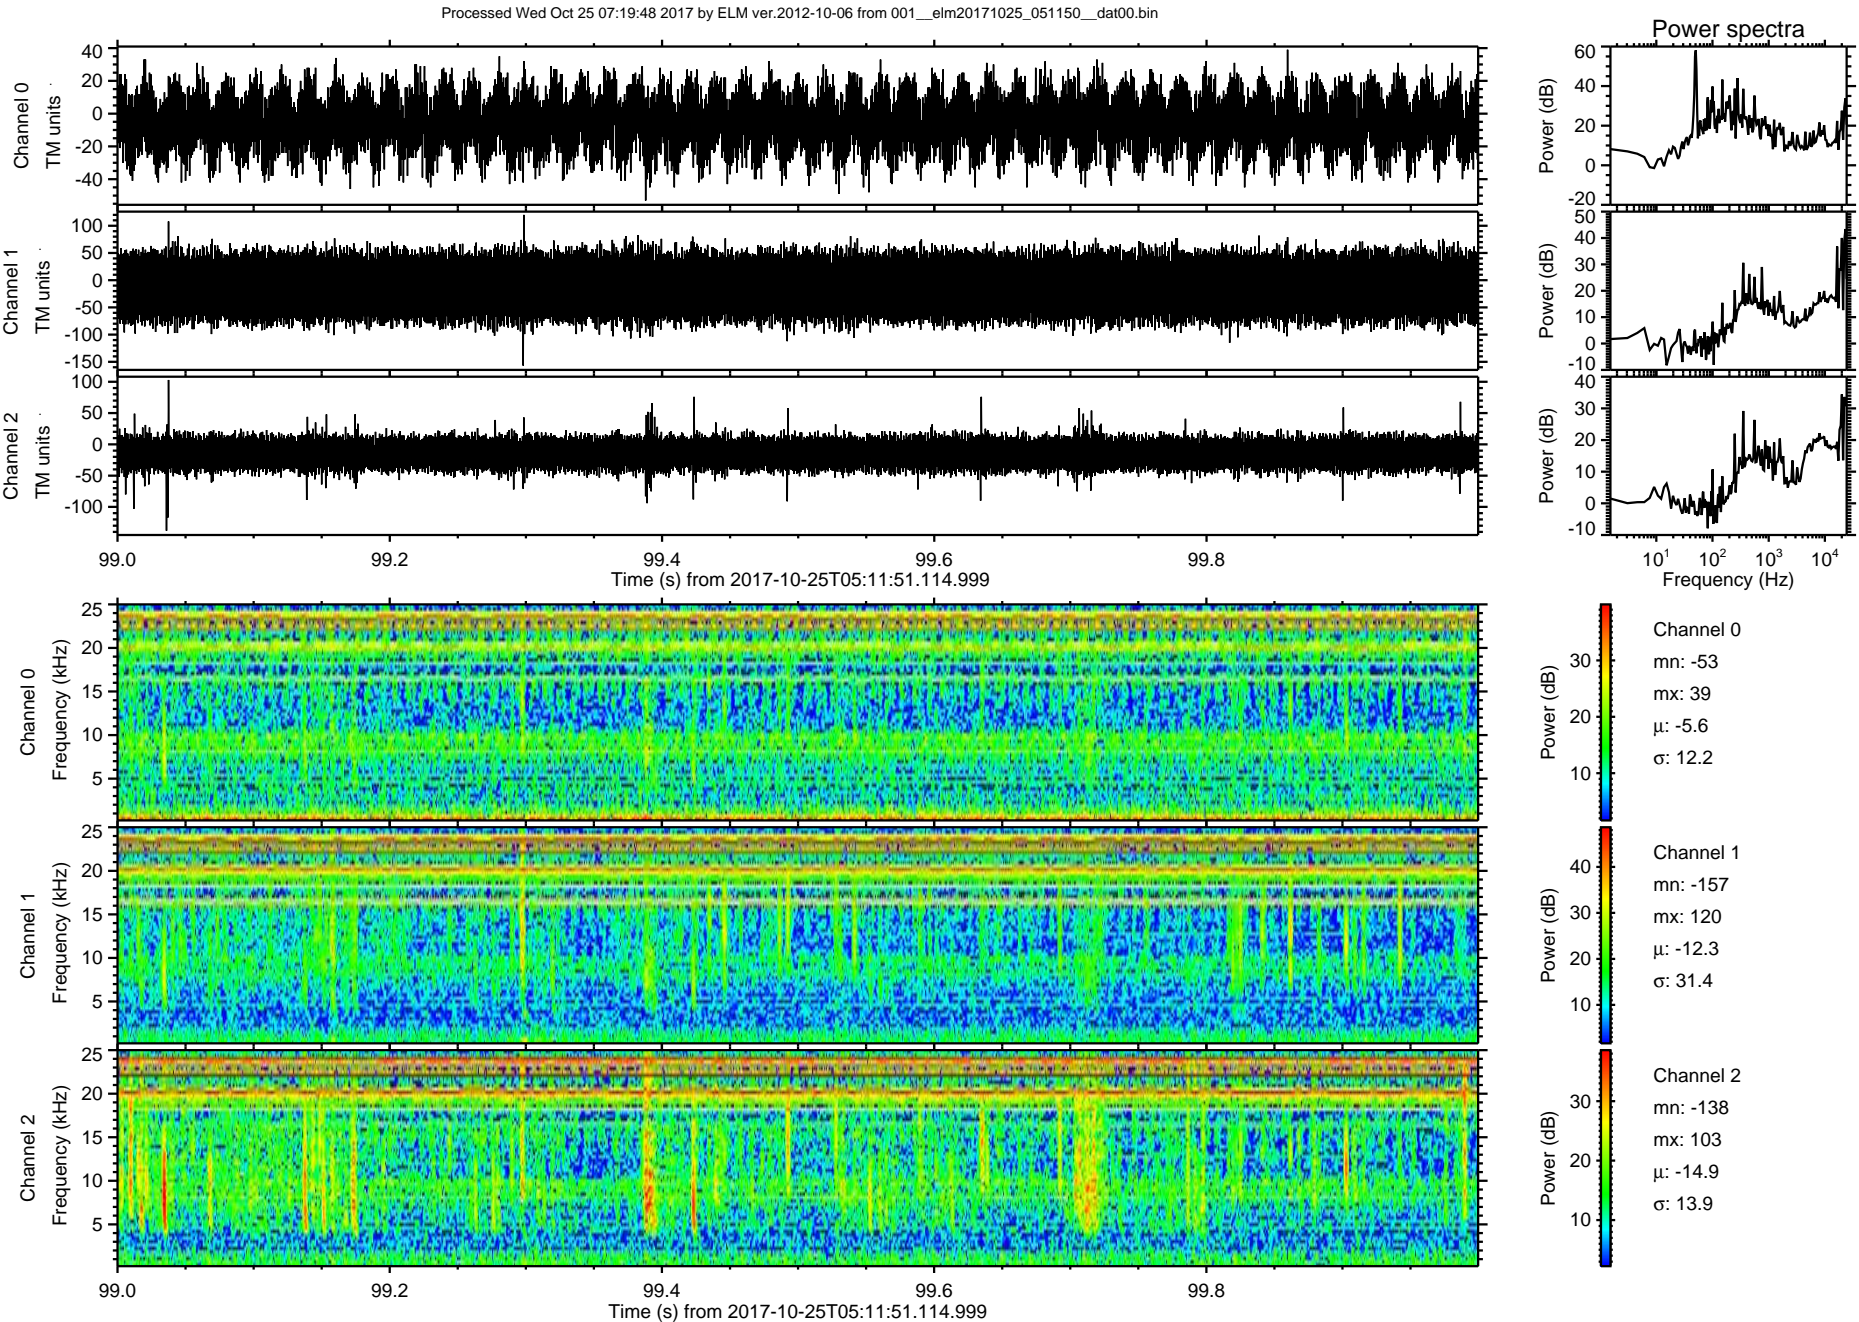 Processed Wed Oct 25 07:19:48 2017 by ELM ver.2012-10-06 from 001__elm20171025_051150__dat00.bin
Power spectra
Channel 0
TM units
40
20
0
-20
-40
Power (dB)
60
40
20
0
-20
Channel 1
TM units
100
50
0
-50
-100
-150
Power (dB)
50
40
30
20
10
0
-10
Channel 2
TM units
100
50
0
-50
-100
Power (dB)
40
30
20
10
0
-10
99.0 99.2 99.4 99.6 99.8
Time (s) from 2017-10-25T05:11:51.114.999
10¹ 10² 10³ 10⁴
Frequency (Hz)
Channel 0
Frequency (kHz)
25
20
15
10
5
Power (dB)
30
20
10
Channel 0
mn: -53
mx: 39
µ: -5.6
σ: 12.2
Channel 1
Frequency (kHz)
25
20
15
10
5
Power (dB)
40
30
20
10
Channel 1
mn: -157
mx: 120
µ: -12.3
σ: 31.4
Channel 2
Frequency (kHz)
25
20
15
10
5
Power (dB)
30
20
10
Channel 2
mn: -138
mx: 103
µ: -14.9
σ: 13.9
99.0 99.2 99.4 99.6 99.8
Time (s) from 2017-10-25T05:11:51.114.999